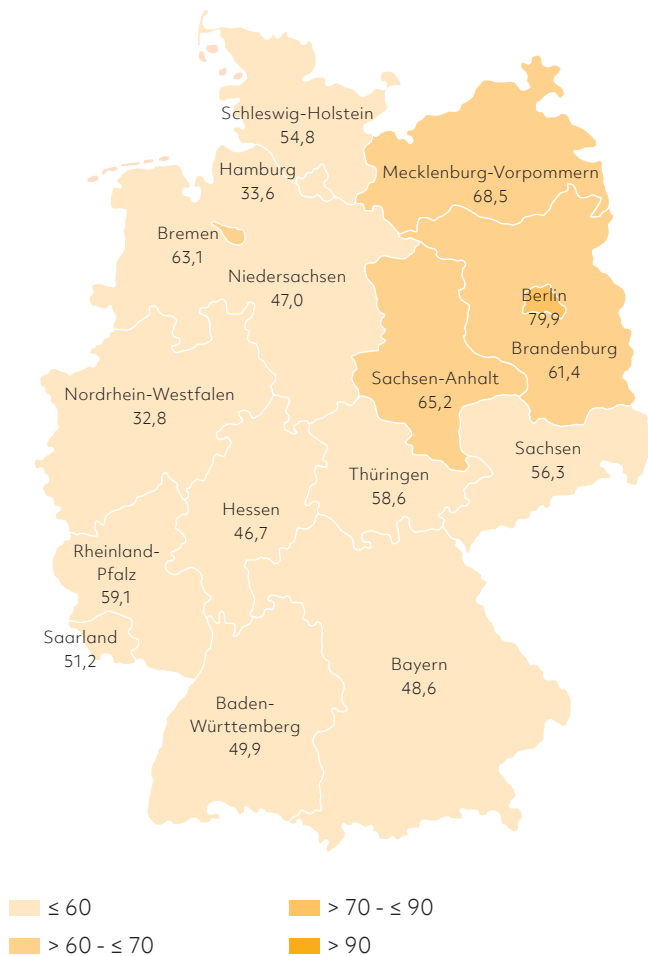 Schleswig-Holstein
54,8
Mecklenburg-Vorpommern
68,5
Hamburg
33,6
Bremen
63,1
Niedersachsen
47,0
Berlin
79,9
Brandenburg
61,4
Sachsen-Anhalt
65,2
Nordrhein-Westfalen
32,8
Sachsen
56,3
Thüringen
58,6
Hessen
46,7
Rheinland-
Pfalz
59,1
Saarland
51,2
Bayern
48,6
Baden-
Württemberg
49,9
≤ 60
> 60 - ≤ 70
> 70 - ≤ 90
> 90